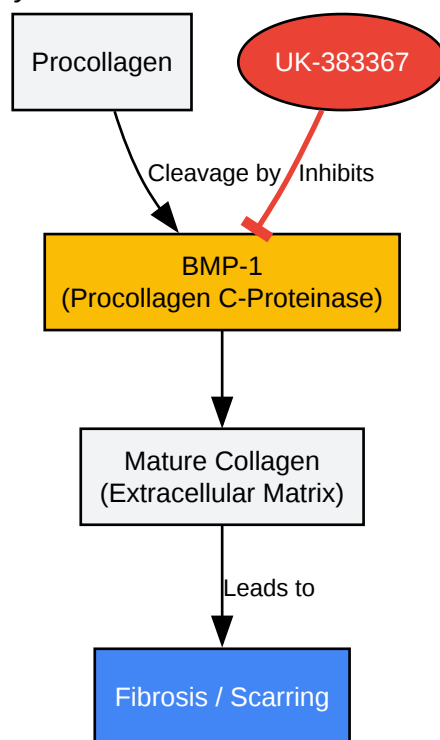 Procollagen
UK-383367
Cleavage by
Inhibits
BMP-1
(Procollagen C-Proteinase)
Mature Collagen
(Extracellular Matrix)
Leads to
Fibrosis / Scarring